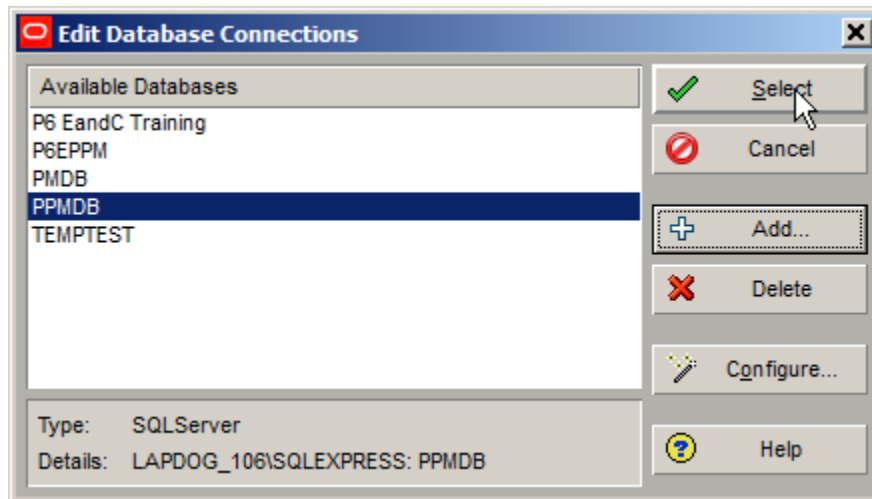 Edit Database Connections
Available Databases
P6 EandC Training
P6EPPM
PMDB
PPMDB
TEMPTEST
Select
Cancel
Add...
Delete
Configure...
Help
Type: SQLServer
Details: LAPDOG_106\SQLEXPRESS: PPMDB